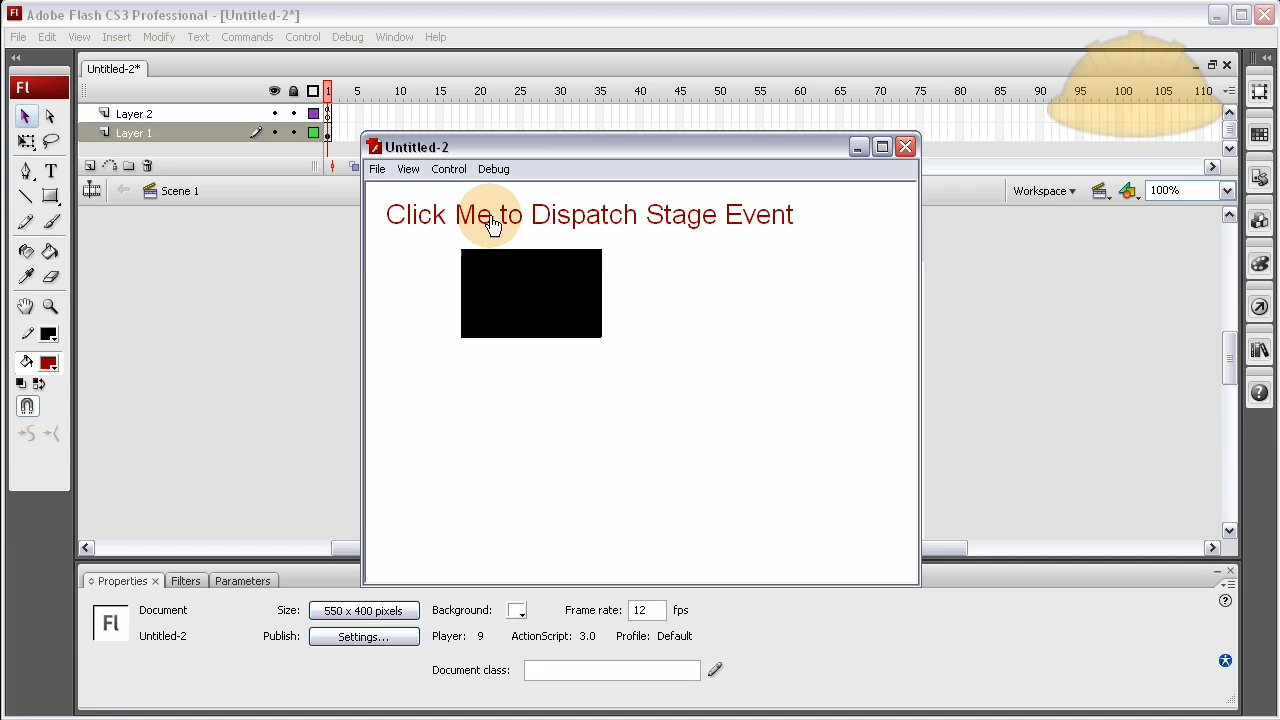 Adobe Flash CS3 Professional - [Untitled-2*]
File Edit View Insert Modify Text Commands Control Debug Window Help
Untitled-2*
Fl
1 5 10 15 20 25 30 35 40 45 50 55 60 65 70 75 80 85 90 95 100 105 110
Layer 2
Layer 1
Scene 1
Workspace
100%
Untitled-2
File View Control Debug
Click Me to Dispatch Stage Event
Properties Filters Parameters
Fl
Document
Untitled-2
Size: 550 x 400 pixels
Background:
Frame rate: 12 fps
Publish: Settings...
Player: 9 ActionScript: 3.0 Profile: Default
Document class: